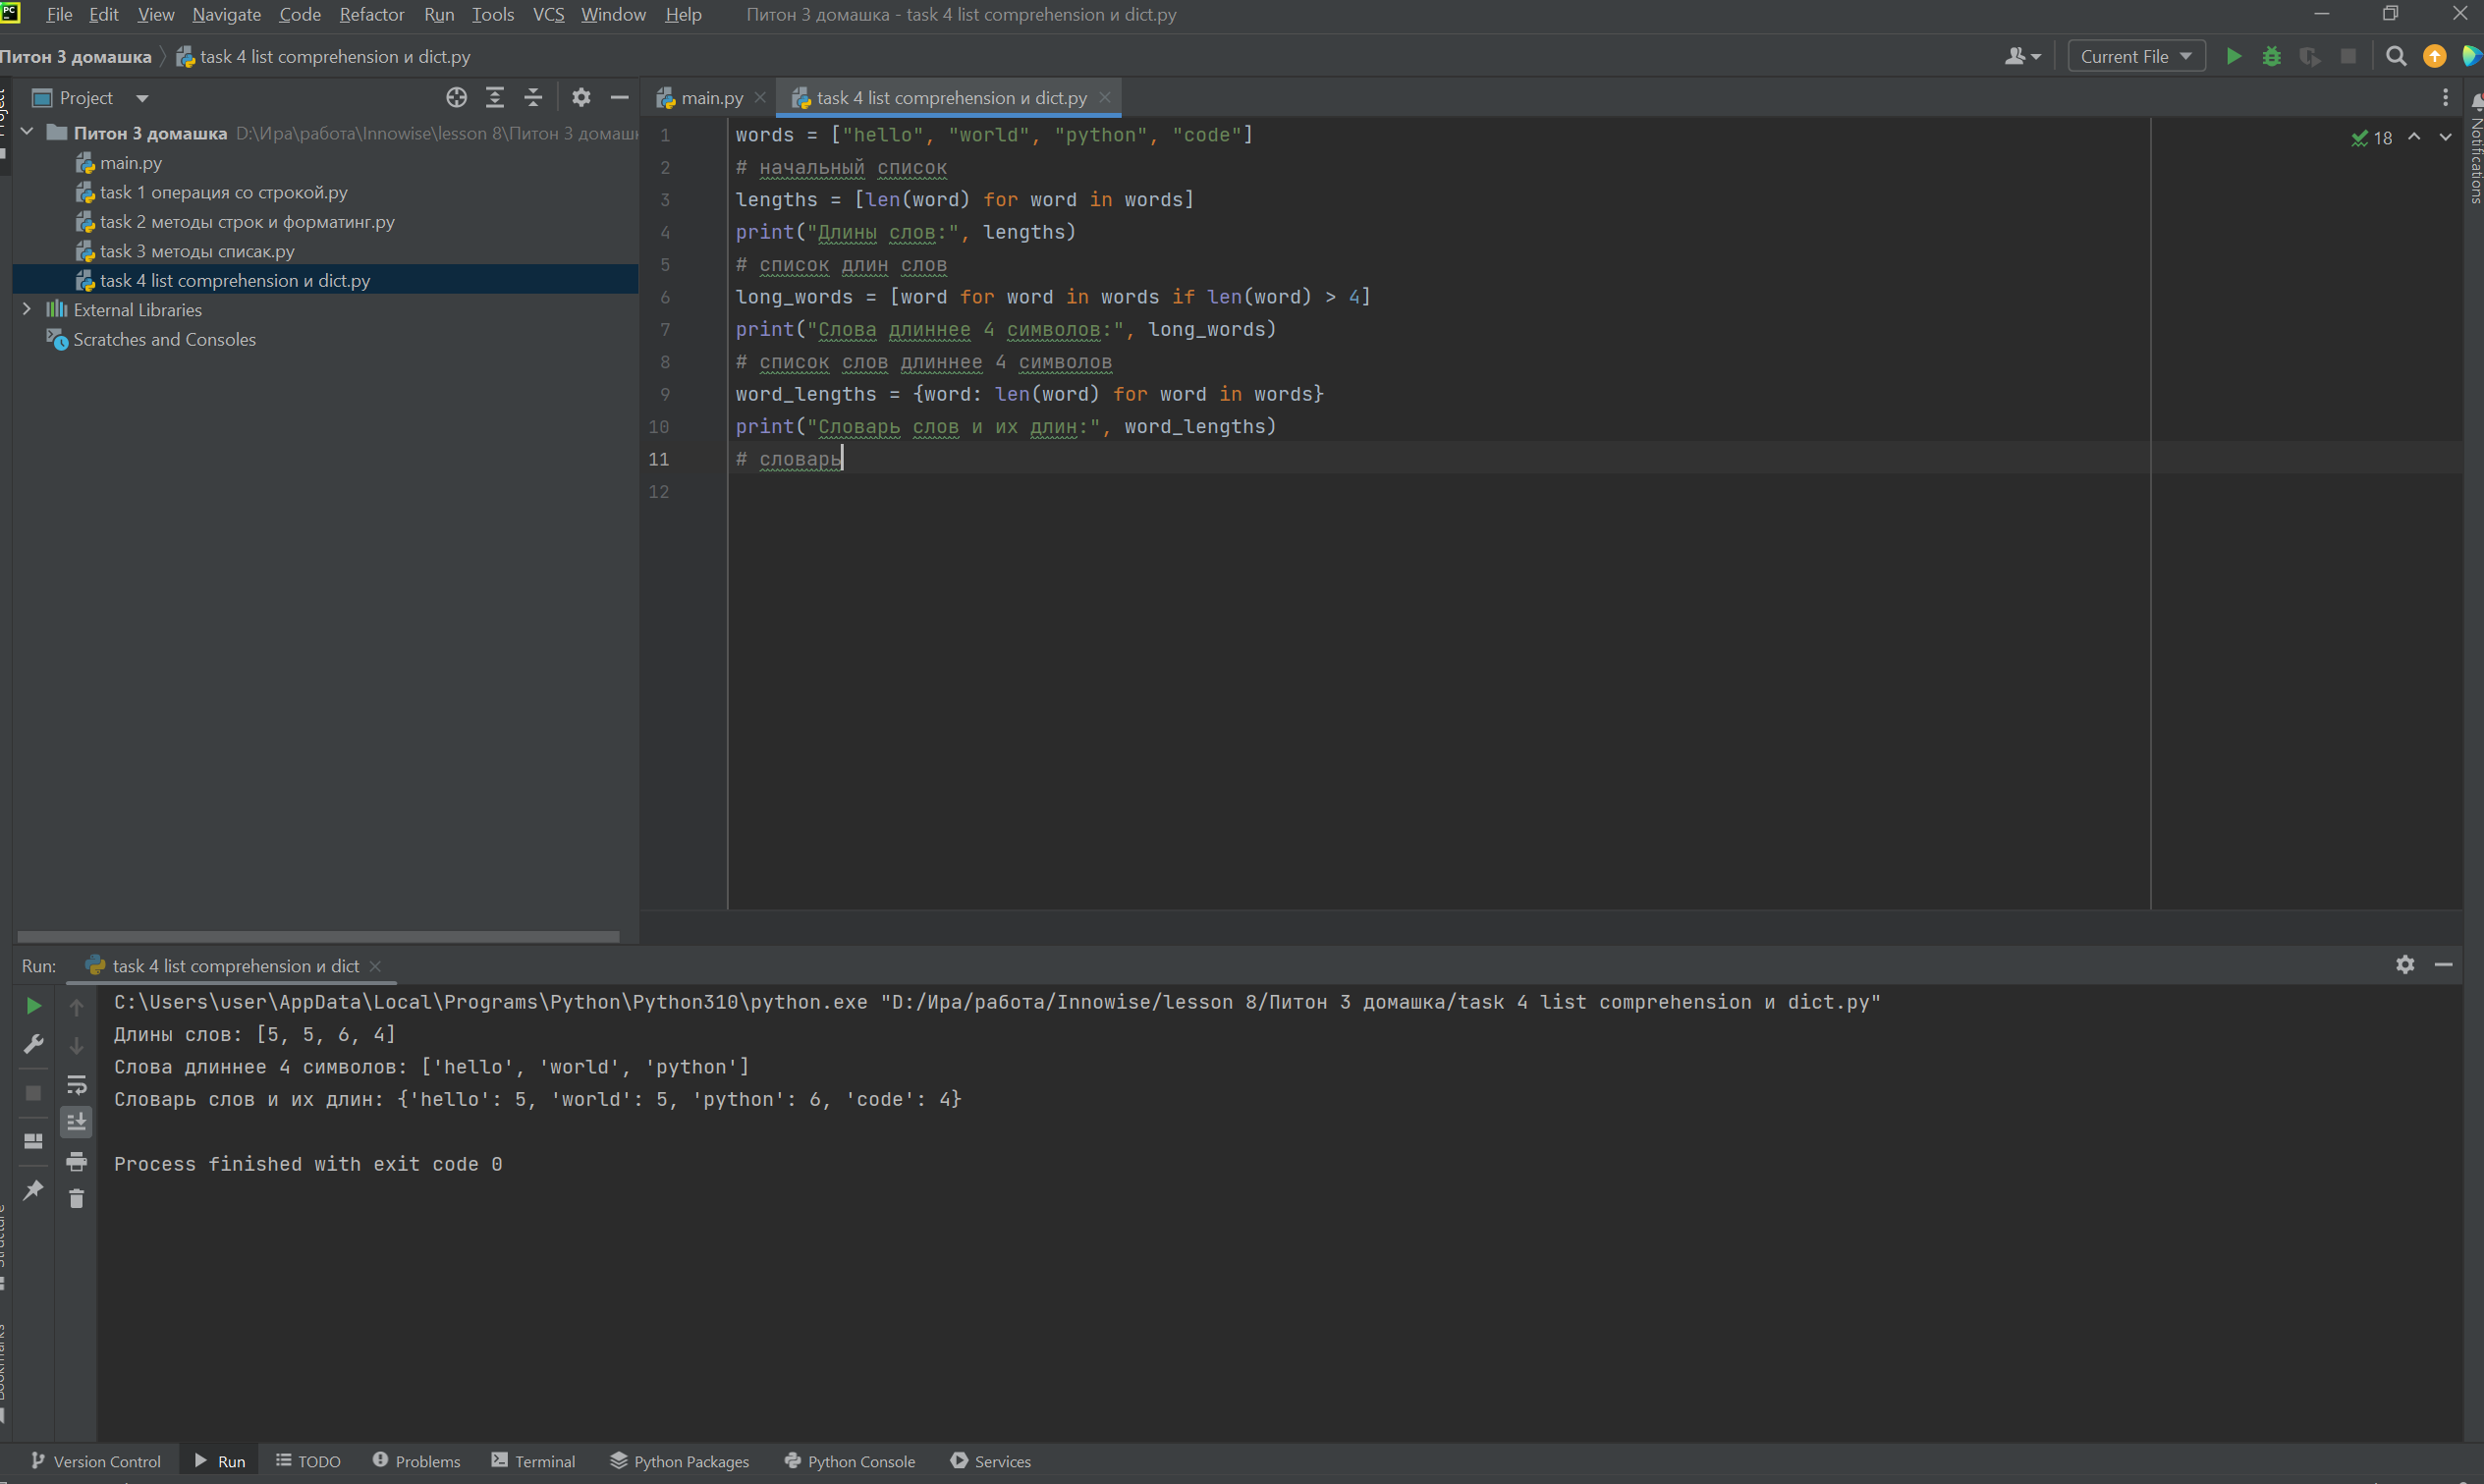 PC File Edit View Navigate Code Refactor Run Tools VCS Window Help Питон 3 домашка - task 4 list comprehension и dict.py
Питон 3 домашка task 4 list comprehension и dict.py Current File
Project
main.py task 4 list comprehension и dict.py
Питон 3 домашка D:\Ира\работа\Innowise\lesson 8\Питон 3 домаш
main.py
task 1 операция со строкой.py
task 2 методы строк и форматинг.py
task 3 методы списак.py
task 4 list comprehension и dict.py
External Libraries
Scratches and Consoles
18
Notifications
1 words = ["hello", "world", "python", "code"]
2 # начальный список
3 lengths = [len(word) for word in words]
4 print("Длины слов:", lengths)
5 # список длин слов
6 long_words = [word for word in words if len(word) > 4]
7 print("Слова длиннее 4 символов:", long_words)
8 # список слов длиннее 4 символов
9 word_lengths = {word: len(word) for word in words}
10 print("Словарь слов и их длин:", word_lengths)
11 # словарь
12
Run: task 4 list comprehension и dict
C:\Users\user\AppData\Local\Programs\Python\Python310\python.exe "D:/Ира/работа/Innowise/lesson 8/Питон 3 домашка/task 4 list comprehension и dict.py"
Длины слов: [5, 5, 6, 4]
Слова длиннее 4 символов: ['hello', 'world', 'python']
Словарь слов и их длин: {'hello': 5, 'world': 5, 'python': 6, 'code': 4}
Process finished with exit code 0
Version Control Run TODO Problems Terminal Python Packages Python Console Services